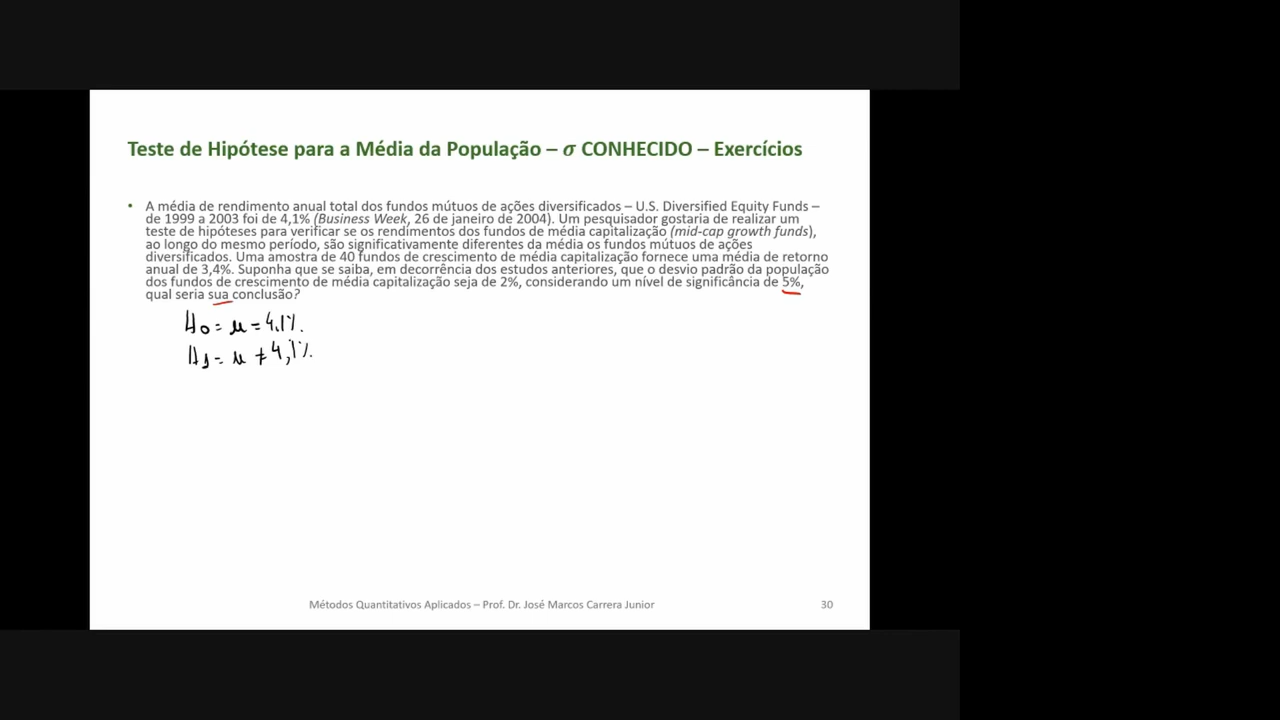 Teste de Hipótese para a Média da População – σ CONHECIDO – Exercícios
• A média de rendimento anual total dos fundos mútuos de ações diversificados – U.S. Diversified Equity Funds –
de 1999 a 2003 foi de 4,1% (Business Week, 26 de janeiro de 2004). Um pesquisador gostaria de realizar um
teste de hipóteses para verificar se os rendimentos dos fundos de média capitalização (mid-cap growth funds),
ao longo do mesmo período, são significativamente diferentes da média os fundos mútuos de ações
diversificados. Uma amostra de 40 fundos de crescimento de média capitalização fornece uma média de retorno
anual de 3,4%. Suponha que se saiba, em decorrência dos estudos anteriores, que o desvio padrão da população
dos fundos de crescimento de média capitalização seja de 2%, considerando um nível de significância de 5%,
qual seria sua conclusão?
H0 = μ = 4,1%.
H1 = μ ≠ 4,1%.
Métodos Quantitativos Aplicados – Prof. Dr. José Marcos Carrera Junior
30